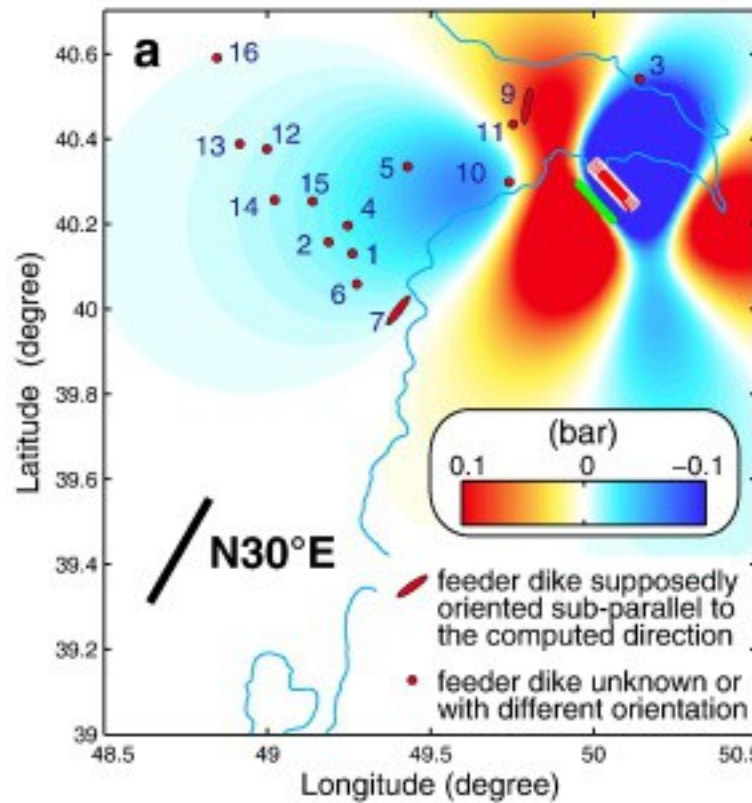 a
40.6
40.4
40.2
40
39.8
39.6
39.4
39.2
39
Latitude (degree)
16
3
9
11
13
12
5
10
14
15
4
2
1
6
7
(bar)
0.1 0 -0.1
N30°E
feeder dike supposedly
oriented sub-parallel to
the computed direction
feeder dike unknown or
with different orientation
48.5 49 49.5 50 50.5
Longitude (degree)